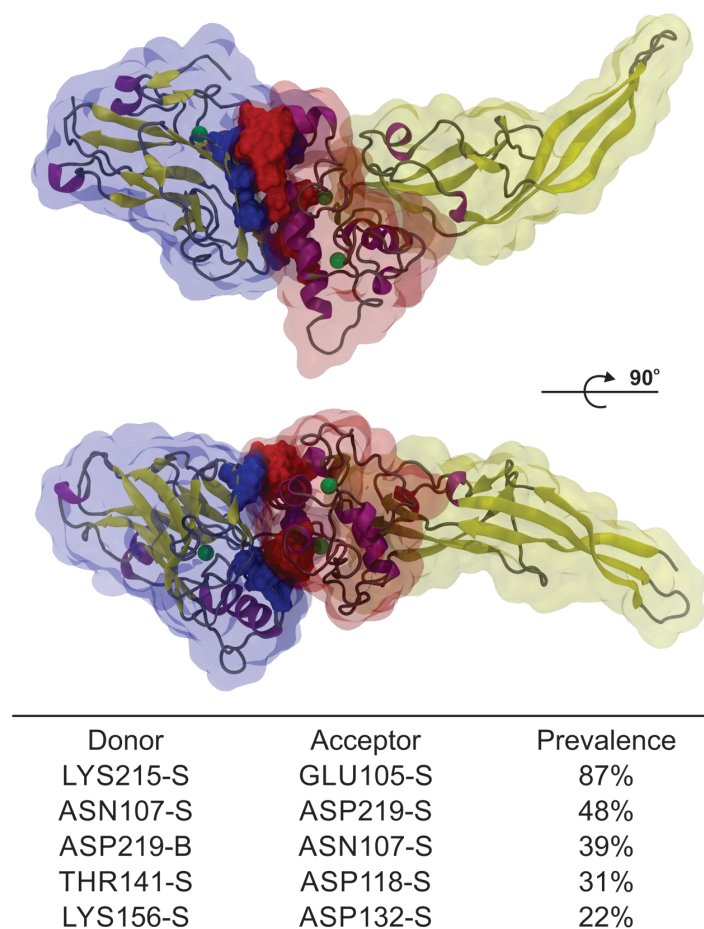 90°
Donor Acceptor Prevalence
LYS215-S GLU105-S 87%
ASN107-S ASP219-S 48%
ASP219-B ASN107-S 39%
THR141-S ASP118-S 31%
LYS156-S ASP132-S 22%